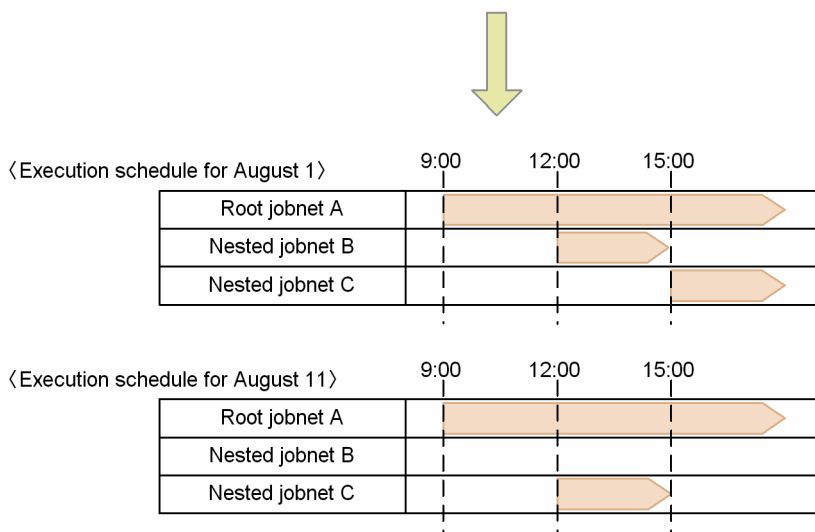 〈Execution schedule for August 1〉
9:00 12:00 15:00
Root jobnet A
Nested jobnet B
Nested jobnet C
〈Execution schedule for August 11〉
9:00 12:00 15:00
Root jobnet A
Nested jobnet B
Nested jobnet C